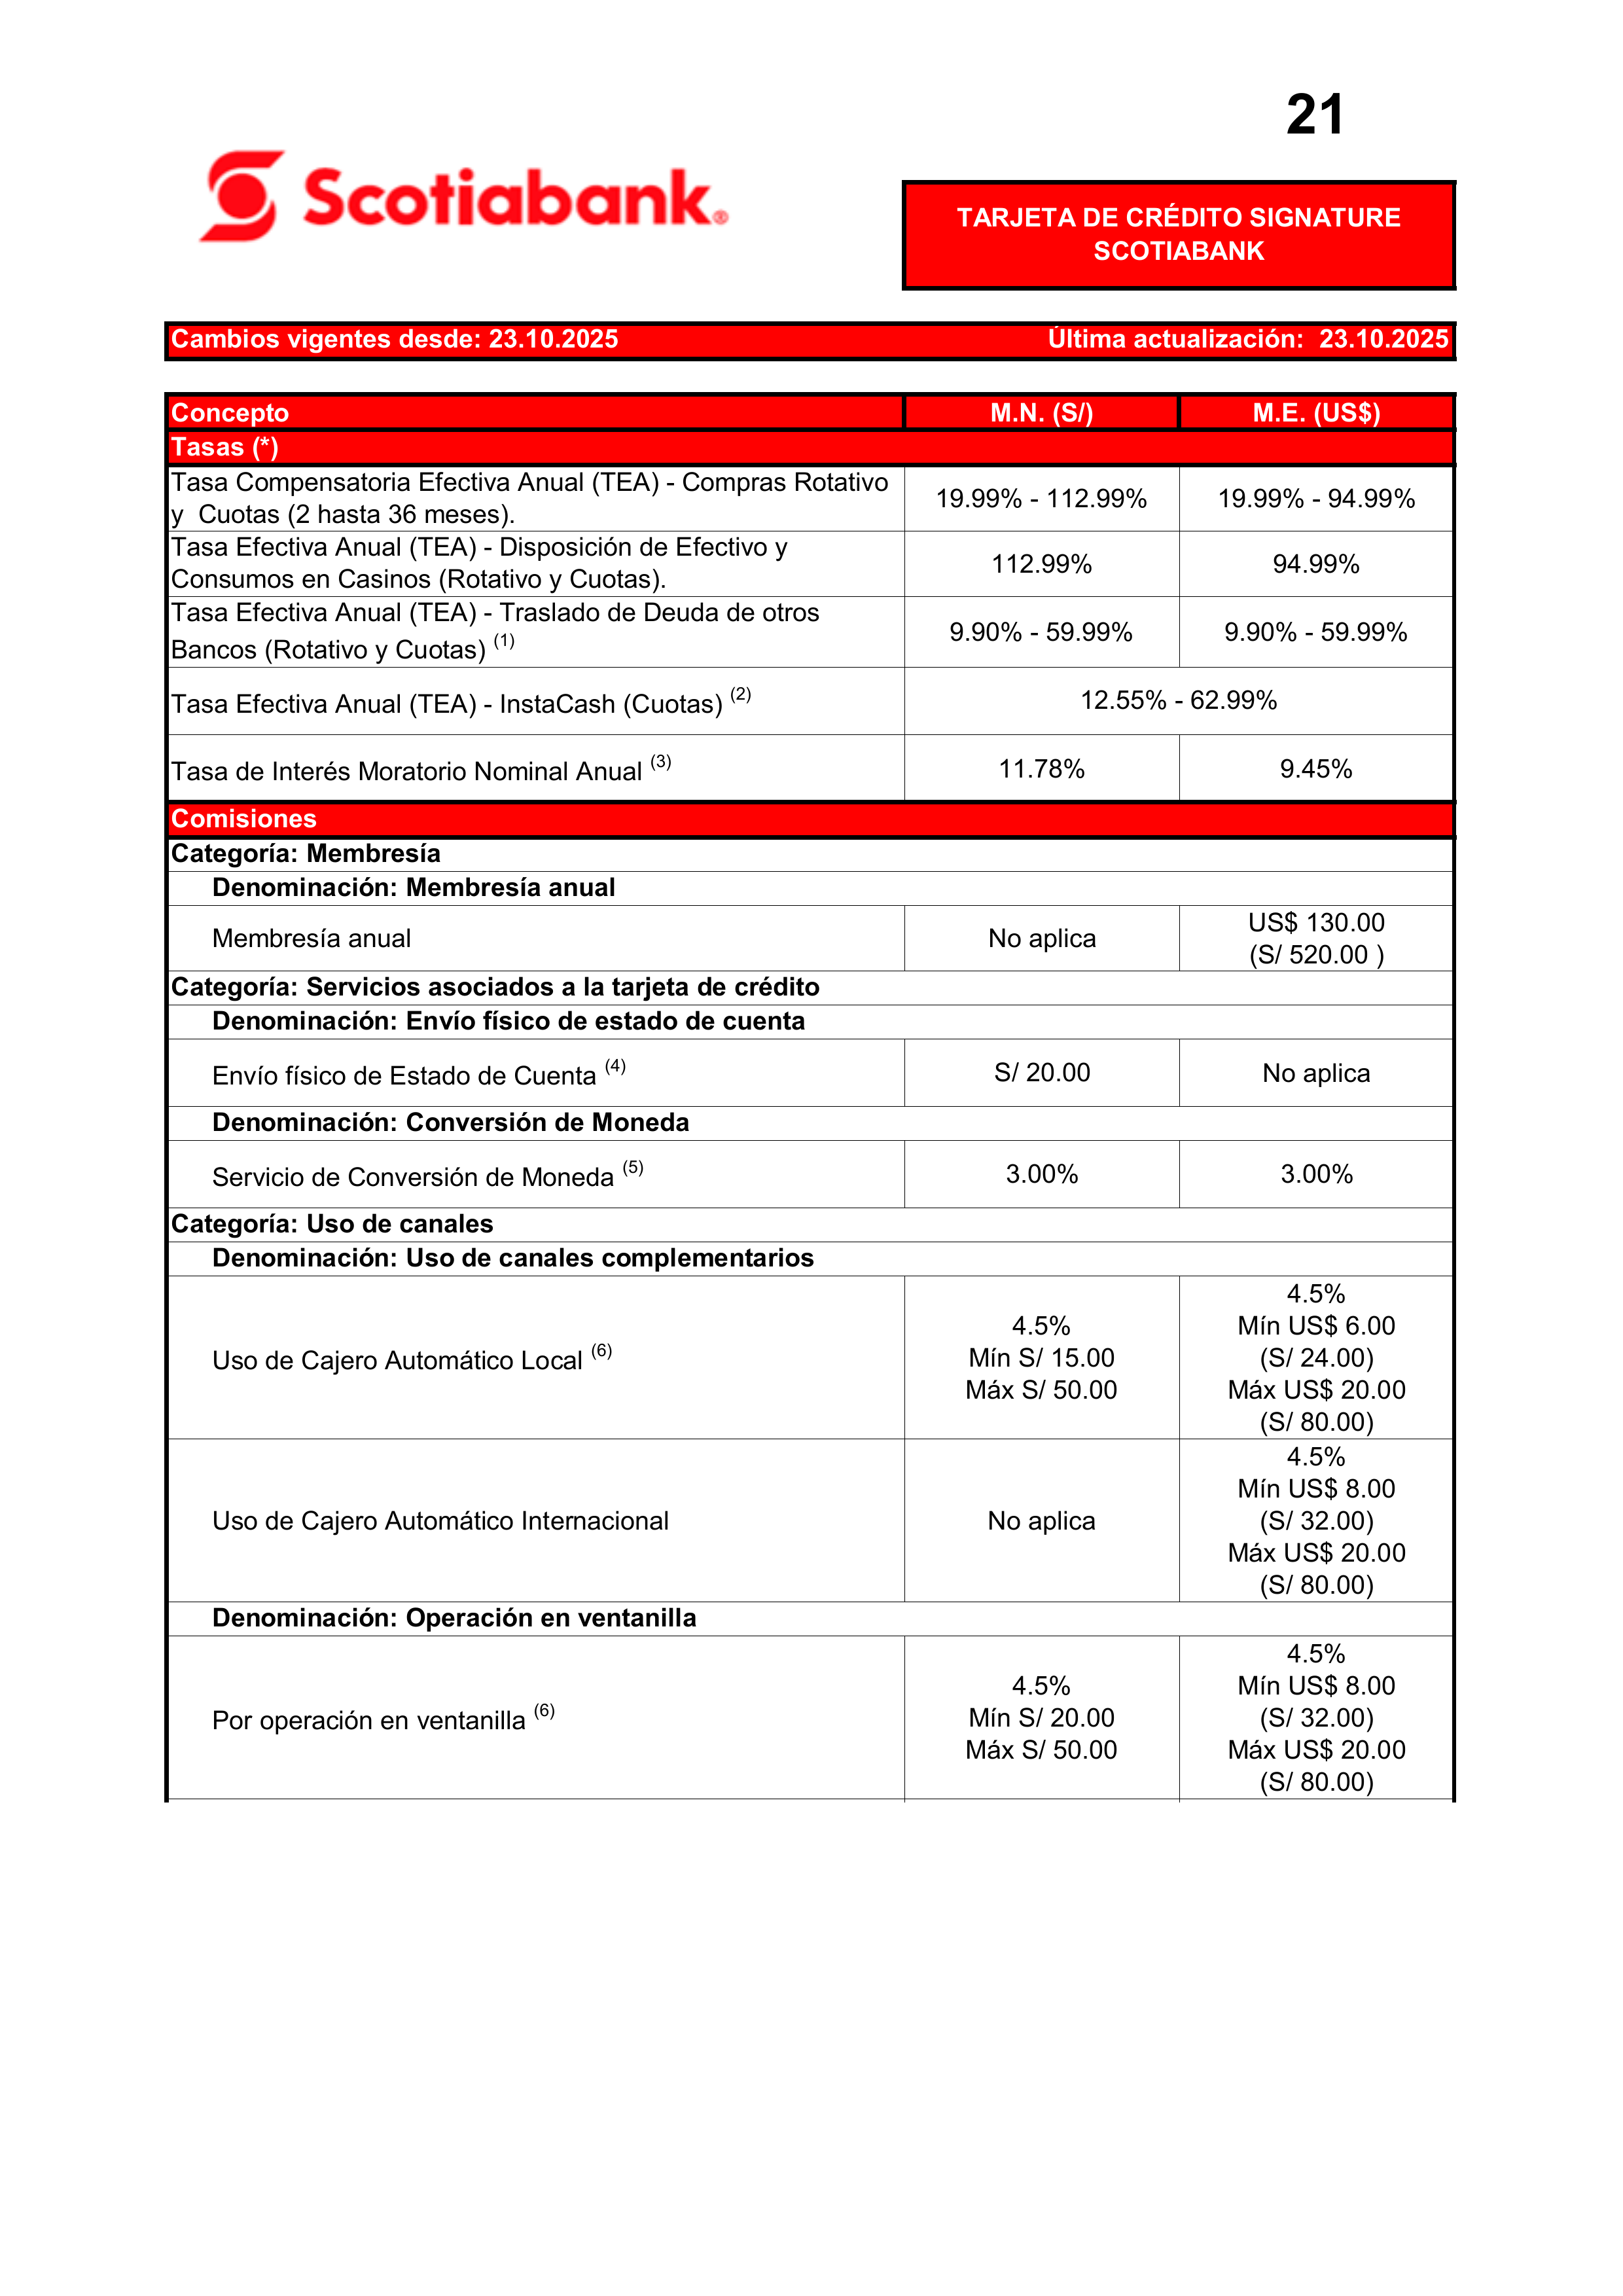 21
Scotiabank®
TARJETA DE CRÉDITO SIGNATURE
SCOTIABANK
Cambios vigentes desde: 23.10.2025 Última actualización: 23.10.2025
Concepto M.N. (S/) M.E. (US$)
Tasas (*)
Tasa Compensatoria Efectiva Anual (TEA) - Compras Rotativo
y Cuotas (2 hasta 36 meses).
19.99% - 112.99% 19.99% - 94.99%
Tasa Efectiva Anual (TEA) - Disposición de Efectivo y
Consumos en Casinos (Rotativo y Cuotas).
112.99% 94.99%
Tasa Efectiva Anual (TEA) - Traslado de Deuda de otros
Bancos (Rotativo y Cuotas) (1)
9.90% - 59.99% 9.90% - 59.99%
Tasa Efectiva Anual (TEA) - InstaCash (Cuotas) (2) 12.55% - 62.99%
Tasa de Interés Moratorio Nominal Anual (3) 11.78% 9.45%
Comisiones
Categoría: Membresía
Denominación: Membresía anual
Membresía anual No aplica US$ 130.00
(S/ 520.00 )
Categoría: Servicios asociados a la tarjeta de crédito
Denominación: Envío físico de estado de cuenta
Envío físico de Estado de Cuenta (4) S/ 20.00 No aplica
Denominación: Conversión de Moneda
Servicio de Conversión de Moneda (5) 3.00% 3.00%
Categoría: Uso de canales
Denominación: Uso de canales complementarios
Uso de Cajero Automático Local (6)
4.5%
Mín S/ 15.00
Máx S/ 50.00
4.5%
Mín US$ 6.00
(S/ 24.00)
Máx US$ 20.00
(S/ 80.00)
Uso de Cajero Automático Internacional
No aplica
4.5%
Mín US$ 8.00
(S/ 32.00)
Máx US$ 20.00
(S/ 80.00)
Denominación: Operación en ventanilla
Por operación en ventanilla (6)
4.5%
Mín S/ 20.00
Máx S/ 50.00
4.5%
Mín US$ 8.00
(S/ 32.00)
Máx US$ 20.00
(S/ 80.00)